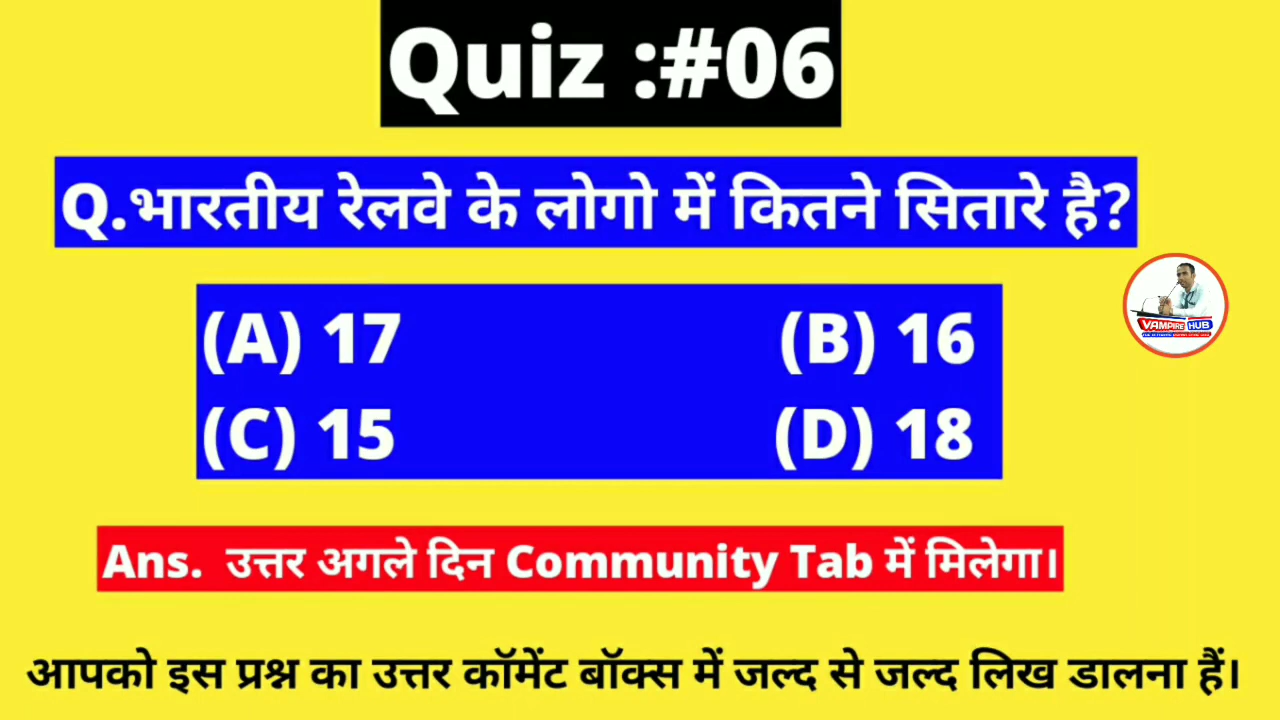 Quiz :#06
Q.भारतीय रेलवे के लोगो में कितने सितारे है?
(A) 17 (B) 16
(C) 15 (D) 18
VAMPIRE HUB
Ans. उत्तर अगले दिन Community Tab में मिलेगा।
आपको इस प्रश्न का उत्तर कॉमेंट बॉक्स में जल्द से जल्द लिख डालना हैं।